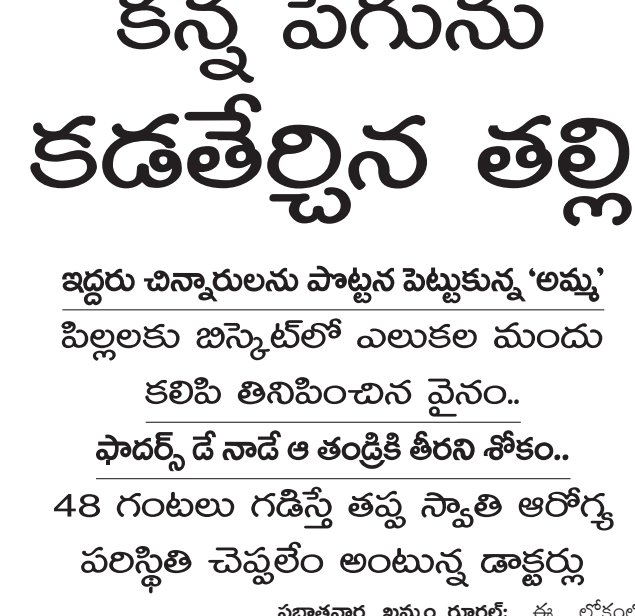 కన్న పేగును
కడతేర్చిన తల్లి
ఇద్దరు చిన్నారులను పొట్టన పెట్టుకున్న ‘అమ్మ’
పిల్లలకు బిస్కెట్‌లో ఎలుకల మందు
కలిపి తినిపించిన వైనం..
ఫాదర్స్ డే నాడే ఆ తండ్రికి తీరని శోకం..
48 గంటలు గడిస్తే తప్ప స్వాతి ఆరోగ్య
పరిస్థితి చెప్పలేం అంటున్న డాక్టర్లు